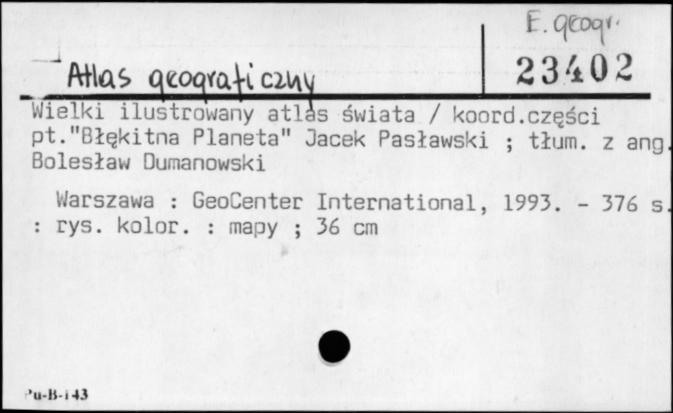 E. geogr.
Atlas geograficzny
23402
Wielki ilustrowany atlas świata / koord.części
pt."Błękitna Planeta" Jacek Pasławski ; tłum. z ang.
Bolesław Dumanowski
Warszawa : GeoCenter International, 1993. - 376 s.
: rys. kolor. : mapy ; 36 cm
Pu-B-143